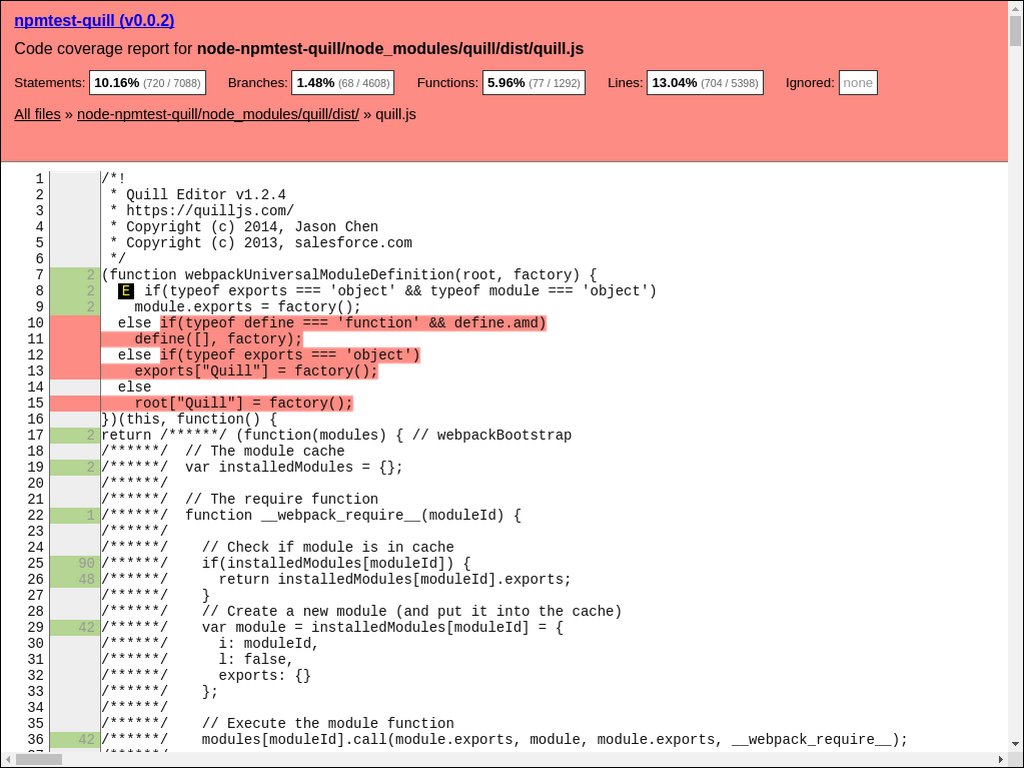 npmtest-quill (v0.0.2)
Code coverage report for node-npmtest-quill/node_modules/quill/dist/quill.js
Statements: 10.16% (720 / 7088) Branches: 1.48% (68 / 4608) Functions: 5.96% (77 / 1292) Lines: 13.04% (704 / 5398) Ignored: none
All files » node-npmtest-quill/node_modules/quill/dist/ » quill.js
1 /*!
2  * Quill Editor v1.2.4
3  * https://quilljs.com/
4  * Copyright (c) 2014, Jason Chen
5  * Copyright (c) 2013, salesforce.com
6  */
7 2 (function webpackUniversalModuleDefinition(root, factory) {
8 2 E if(typeof exports === 'object' && typeof module === 'object')
9 2 module.exports = factory();
10 else if(typeof define === 'function' && define.amd)
11 define([], factory);
12 else if(typeof exports === 'object')
13 exports["Quill"] = factory();
14 else
15 root["Quill"] = factory();
16 })(this, function() {
17 2 return /******/ (function(modules) { // webpackBootstrap
18 /******/ // The module cache
19 2 /******/ var installedModules = {};
20 /******/
21 /******/ // The require function
22 1 /******/ function __webpack_require__(moduleId) {
23 /******/
24 /******/ // Check if module is in cache
25 90 /******/ if(installedModules[moduleId]) {
26 48 /******/ return installedModules[moduleId].exports;
27 /******/ }
28 /******/ // Create a new module (and put it into the cache)
29 42 /******/ var module = installedModules[moduleId] = {
30 /******/ i: moduleId,
31 /******/ l: false,
32 /******/ exports: {}
33 /******/ };
34 /******/
35 /******/ // Execute the module function
36 42 /******/ modules[moduleId].call(module.exports, module, module.exports, __webpack_require__);